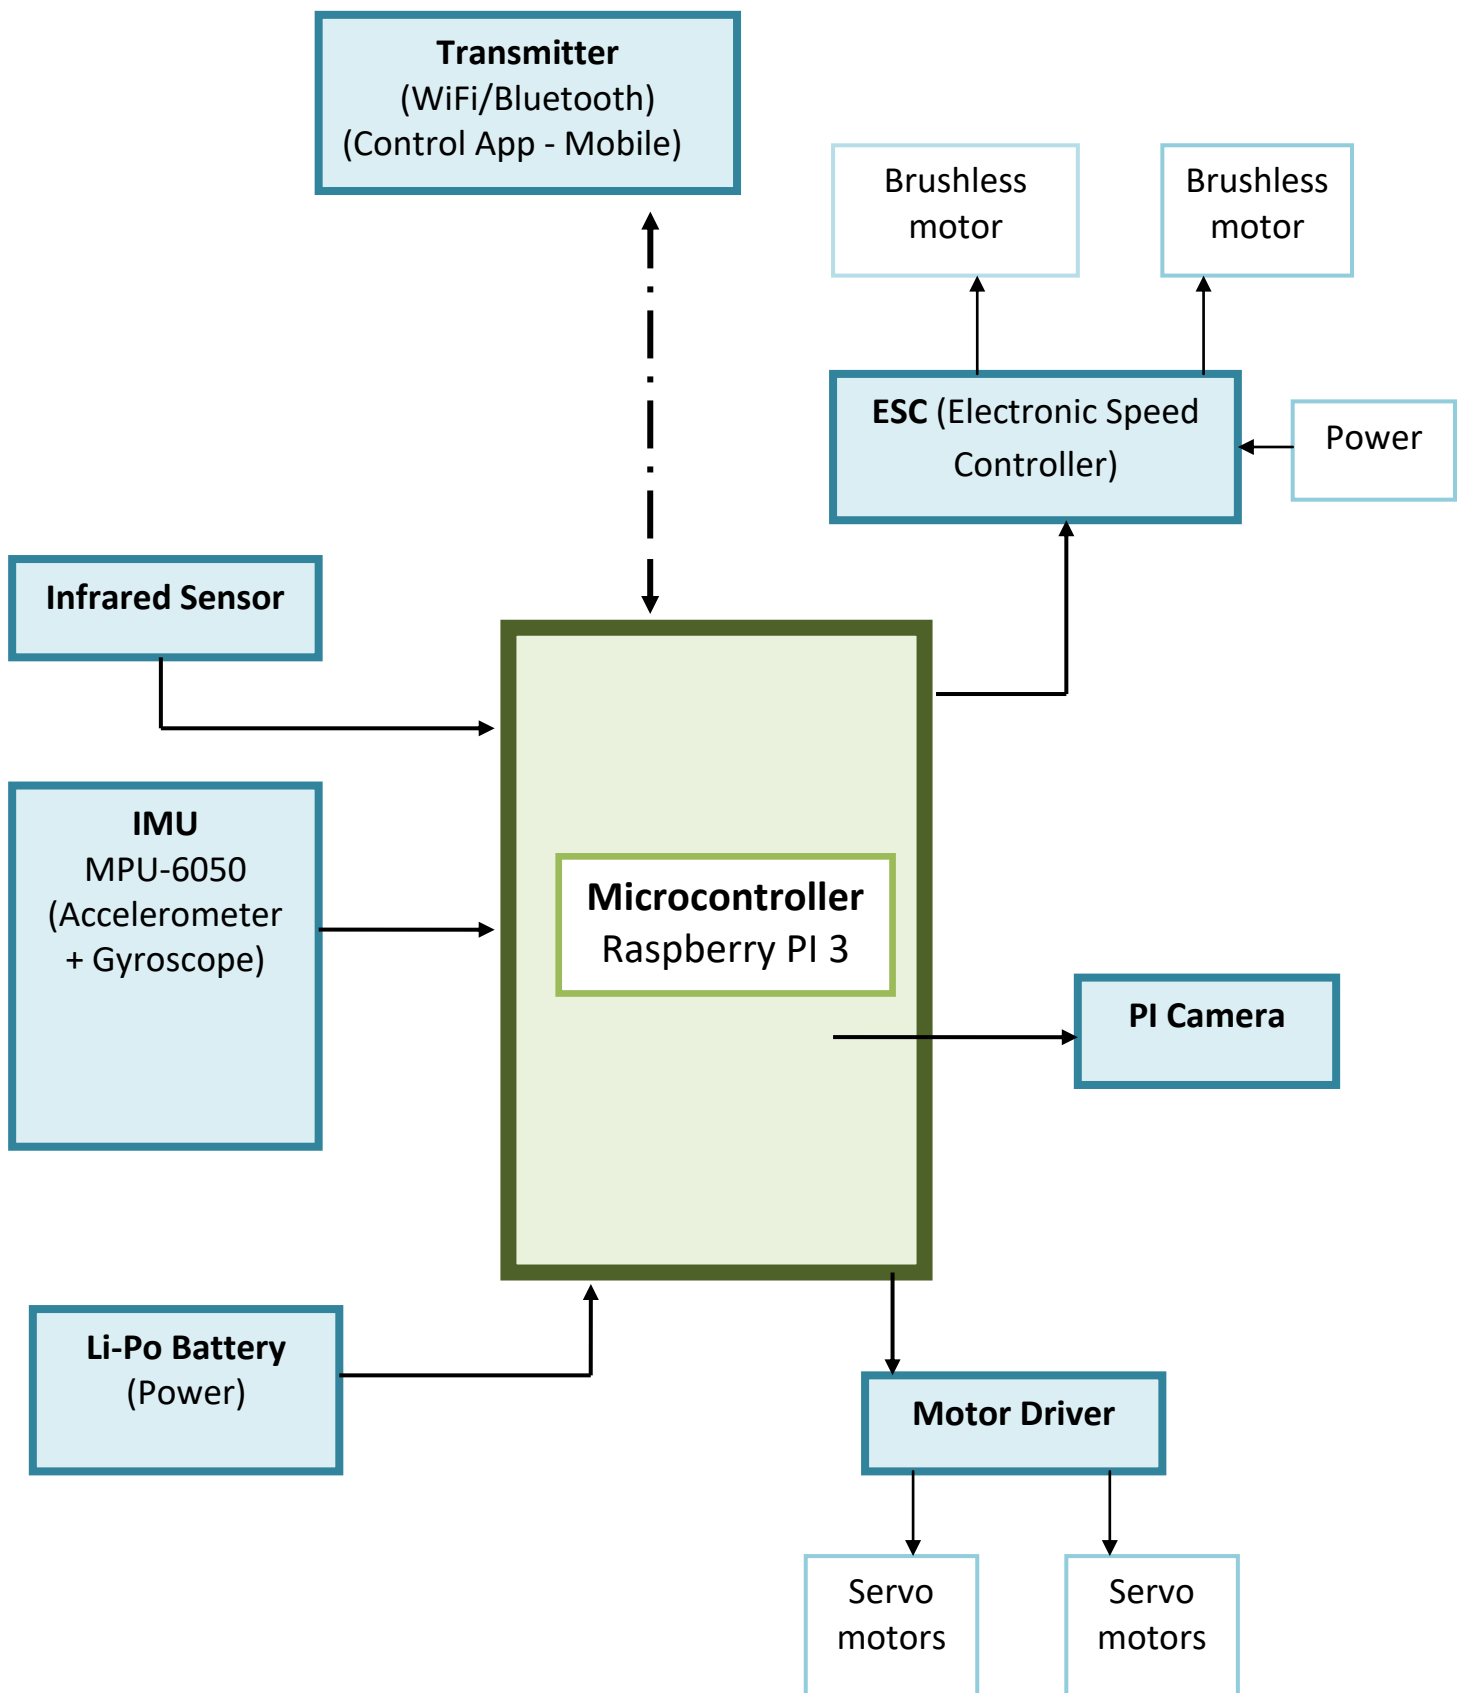 Transmitter
(WiFi/Bluetooth)
(Control App - Mobile)
Brushless
motor
Brushless
motor
ESC (Electronic Speed
Controller)
Power
Infrared Sensor
IMU
MPU-6050
(Accelerometer
+ Gyroscope)
Microcontroller
Raspberry PI 3
PI Camera
Li-Po Battery
(Power)
Motor Driver
Servo
motors
Servo
motors